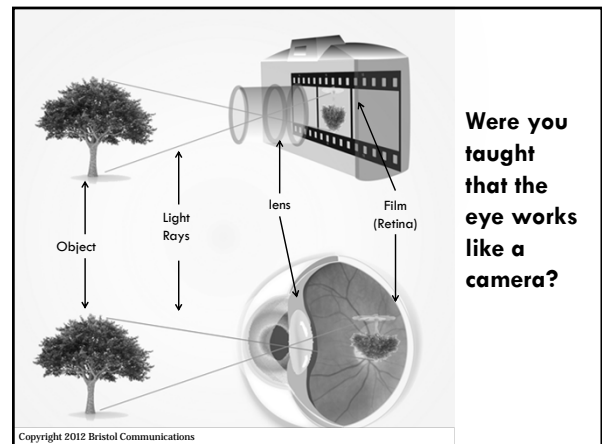 Were you
taught
that the
eye works
like a
camera?
Object
Light
Rays
lens
Film
(Retina)
Copyright 2012 Bristol Communications